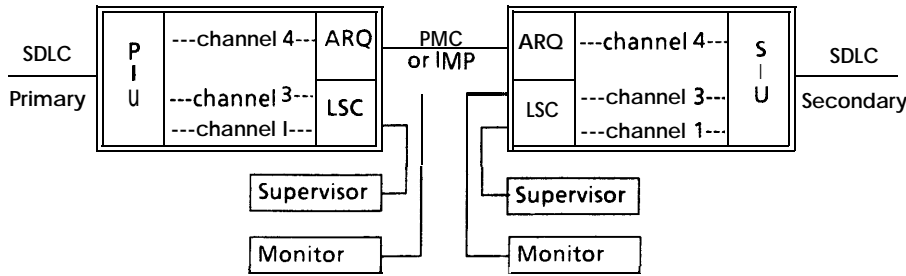 SDLC
Primary
P
I
U
---channel 4---
---channel 3---
---channel I---
ARQ
LSC
PMC
or IMP
ARQ
LSC
---channel 4---
---channel 3---
---channel 1---
S
I
U
SDLC
Secondary
Supervisor
Monitor
Supervisor
Monitor